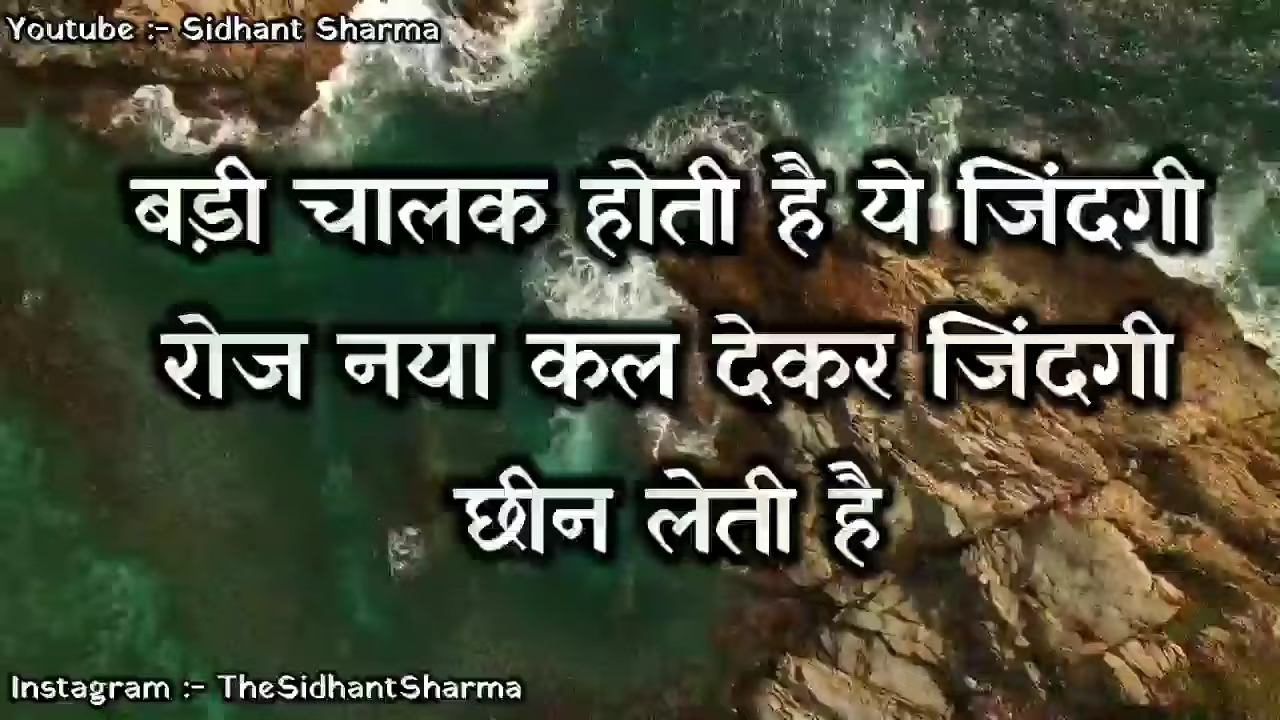 Youtube :- Sidhant Sharma
बड़ी चालक होती है ये जिंदगी
रोज नया कल देकर जिंदगी
छीन लेती है
Instagram :- TheSidhantSharma